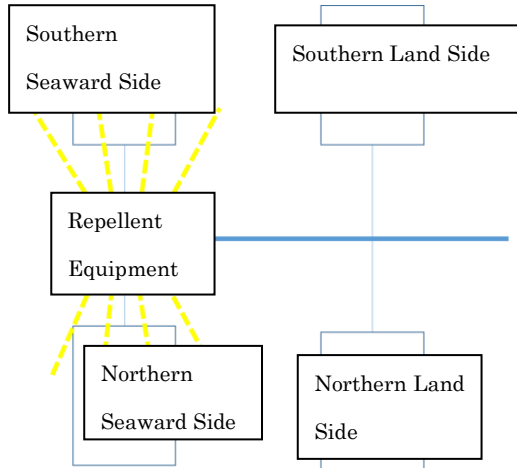 Southern
Seaward Side
Southern Land Side
Repellent
Equipment
Northern
Seaward Side
Northern Land
Side